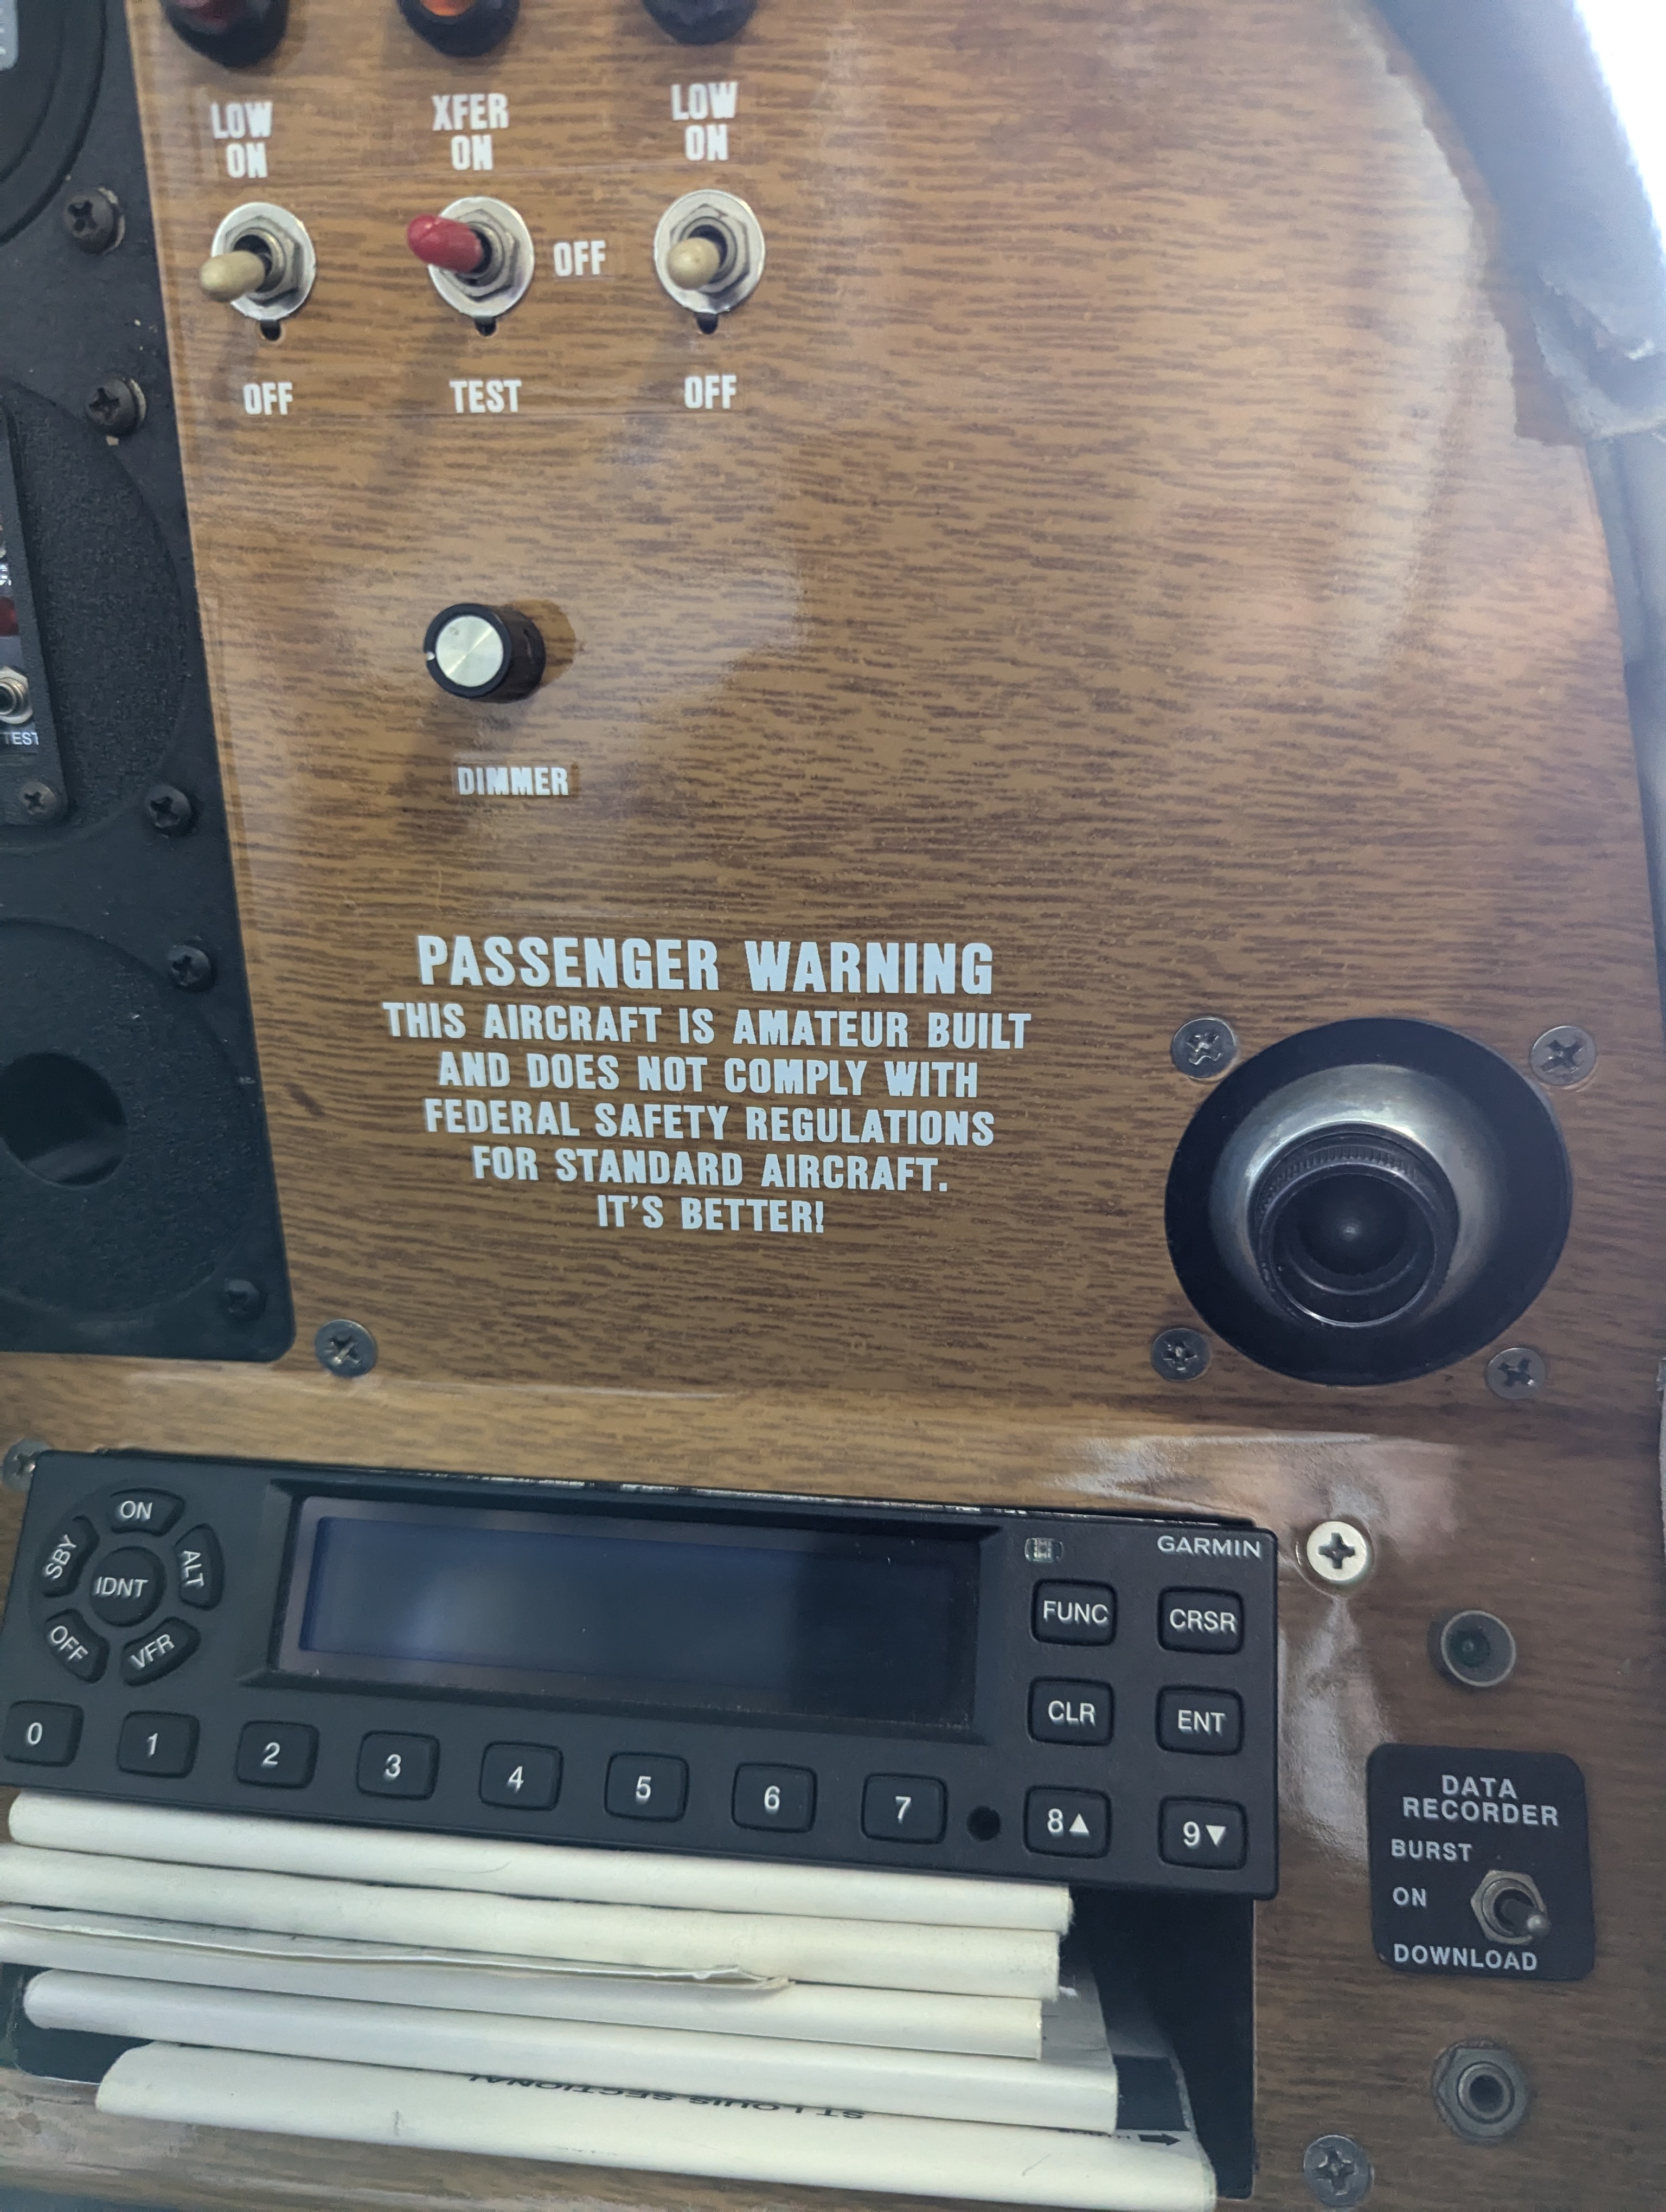 LOW XFER LOW
ON ON ON
OFF
OFF TEST OFF
TEST
DIMMER
PASSENGER WARNING
THIS AIRCRAFT IS AMATEUR BUILT
AND DOES NOT COMPLY WITH
FEDERAL SAFETY REGULATIONS
FOR STANDARD AIRCRAFT.
IT'S BETTER!
GARMIN
ON
SBY ALT
IDNT
OFF VFR
FUNC CRSR
CLR ENT
0 1 2 3 4 5 6 7 8▲ 9▼
DATA
RECORDER
BURST
ON
DOWNLOAD
ST LOUIS SECTIONAL